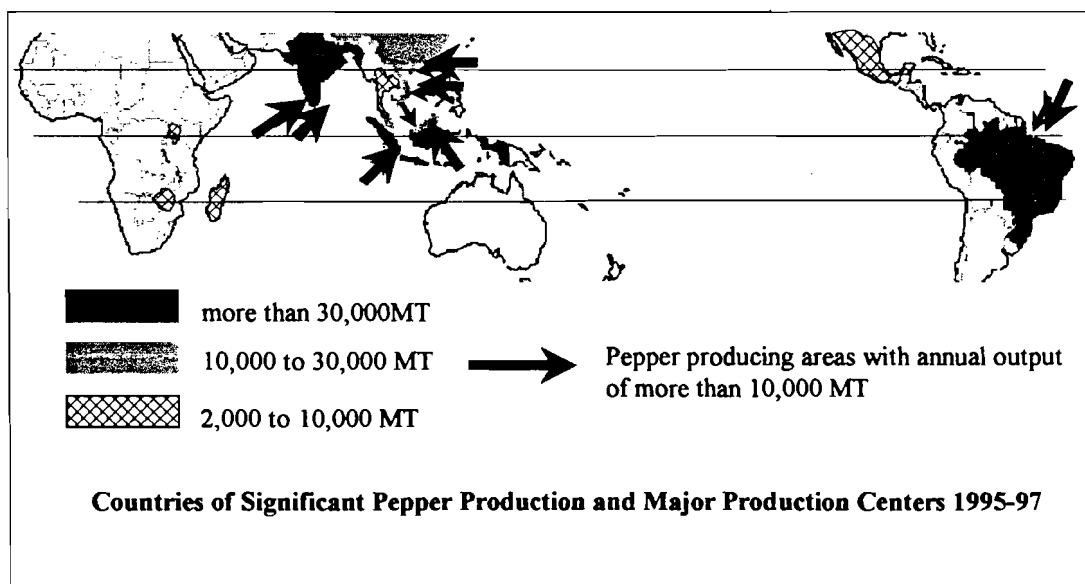 more than 30,000MT
10,000 to 30,000 MT
2,000 to 10,000 MT
Pepper producing areas with annual output
of more than 10,000 MT
Countries of Significant Pepper Production and Major Production Centers 1995-97